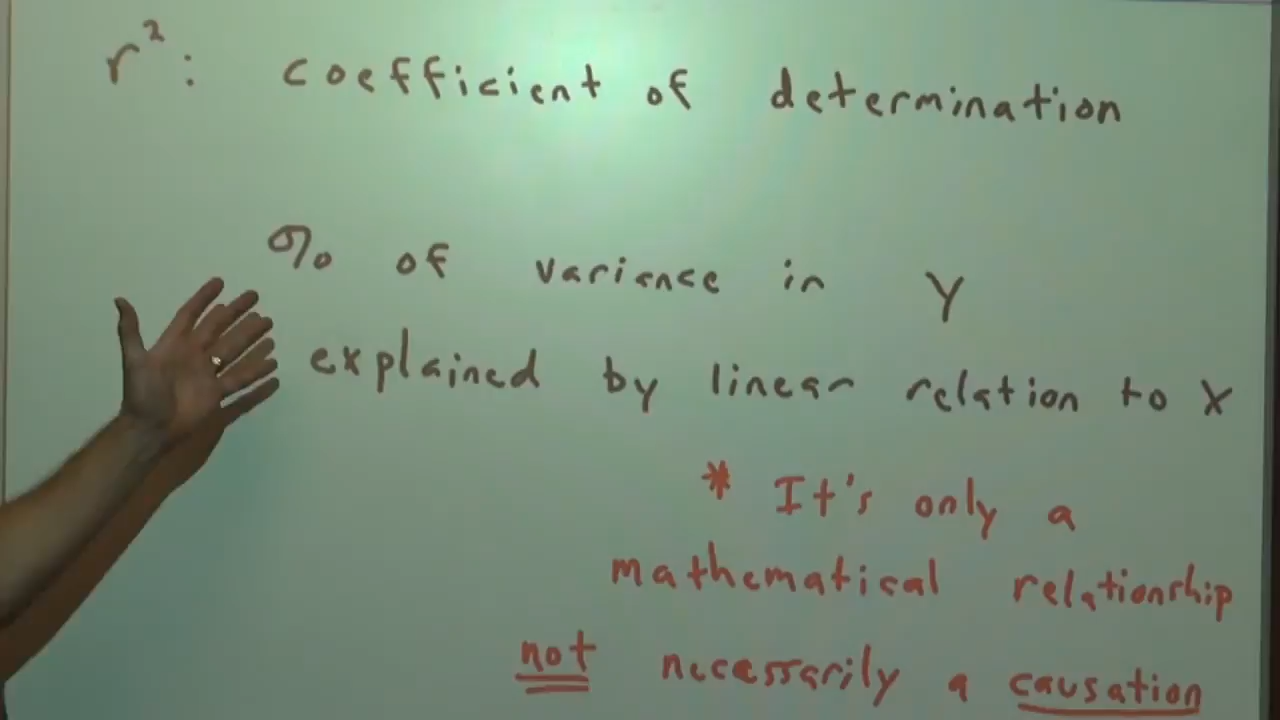 r²: coefficient of determination
% of variance in Y
explained by linear relation to X
* It's only a
mathematical relationship
not necessarily a causation